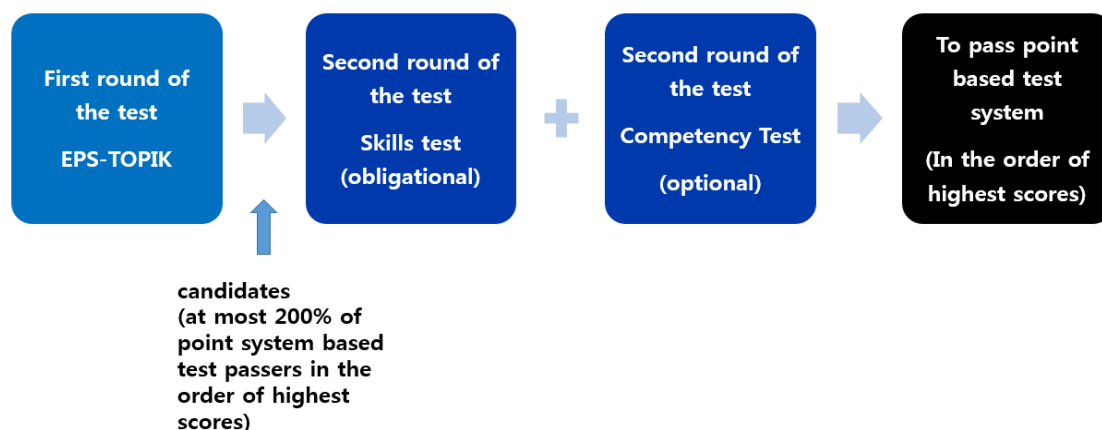 First round of
the test
EPS-TOPIK
Second round of
the test
Skills test
(obligational)
Second round of
the test
Competency Test
(optional)
To pass point
based test
system
(In the order of
highest scores)
candidates
(at most 200% of
point system based
test passers in the
order of highest
scores)